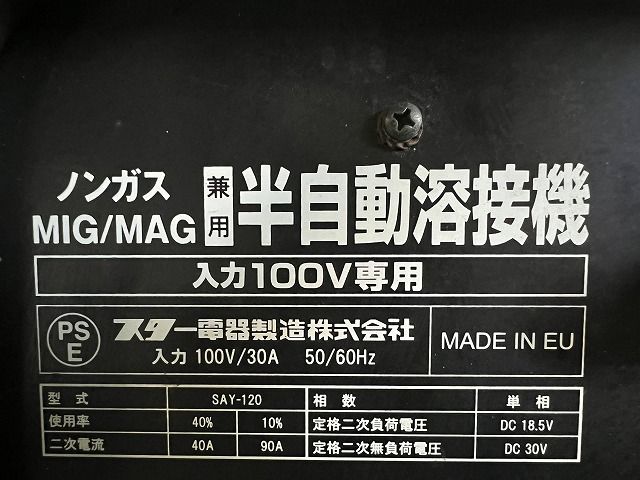 ノンガス
MIG/MAG 兼用 半自動溶接機
入力100V専用
PSE スター電器製造株式会社
入力 100V/30A 50/60Hz
MADE IN EU
型式 SAY-120 相数 単相
使用率 40% 10% 定格二次負荷電圧 DC 18.5V
二次電流 40A 90A 定格二次無負荷電圧 DC 30V